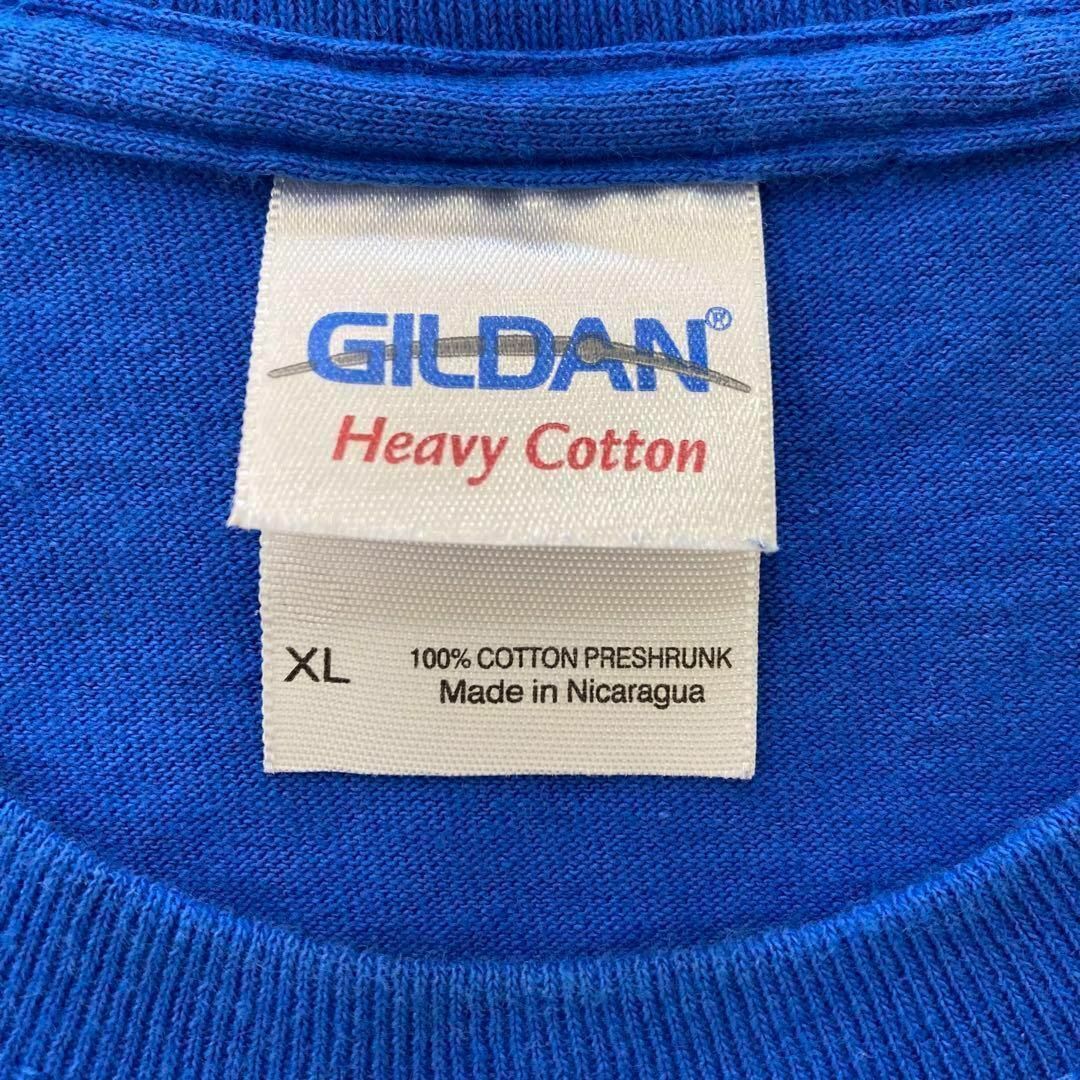 GILDAN®
Heavy Cotton
XL 100% COTTON PRESHRUNK
Made in Nicaragua